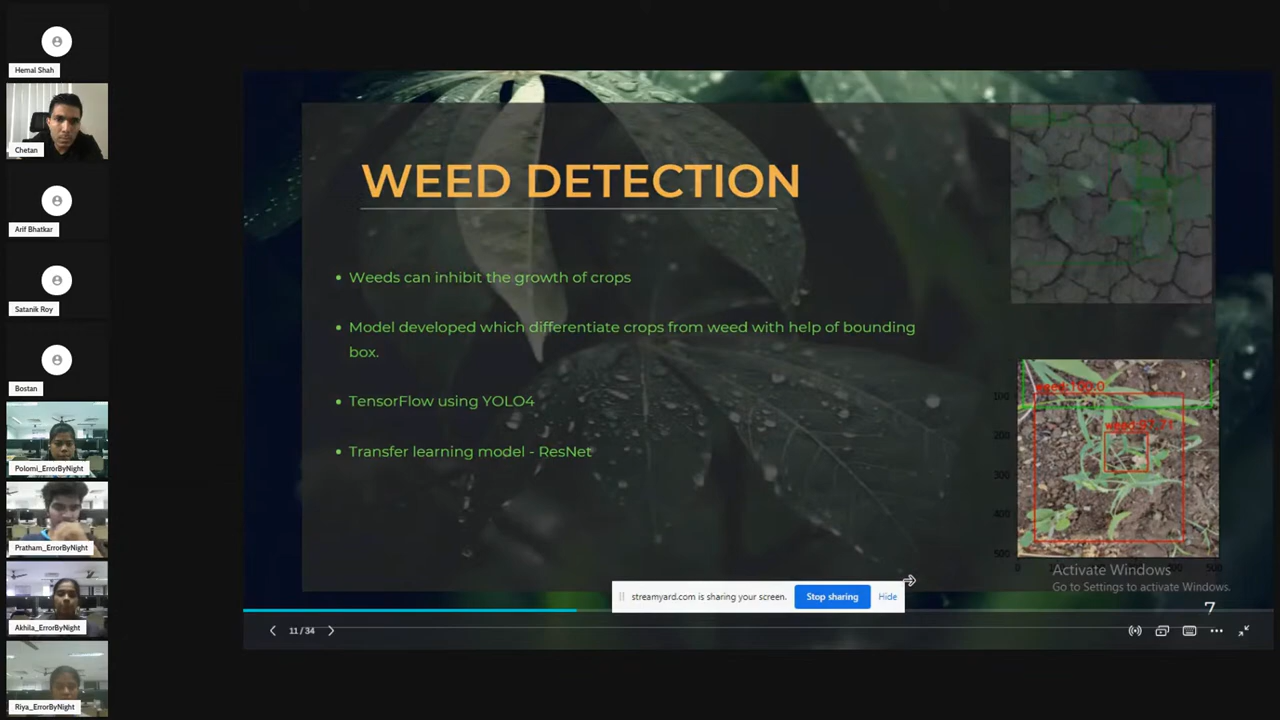 Hemal Shah
Chetan
Arif Bhatkar
Satanik Roy
Bostan
Polomi_ErrorByNight
Pratham_ErrorByNight
Akhila_ErrorByNight
Riya_ErrorByNight
WEED DETECTION
• Weeds can inhibit the growth of crops
• Model developed which differentiate crops from weed with help of bounding
box.
• TensorFlow using YOLO4
• Transfer learning model - ResNet
100
200
300
400
500
Activate Windows
Go to Settings to activate Windows.
streamyard.com is sharing your screen.
Stop sharing
Hide
7
11 / 34